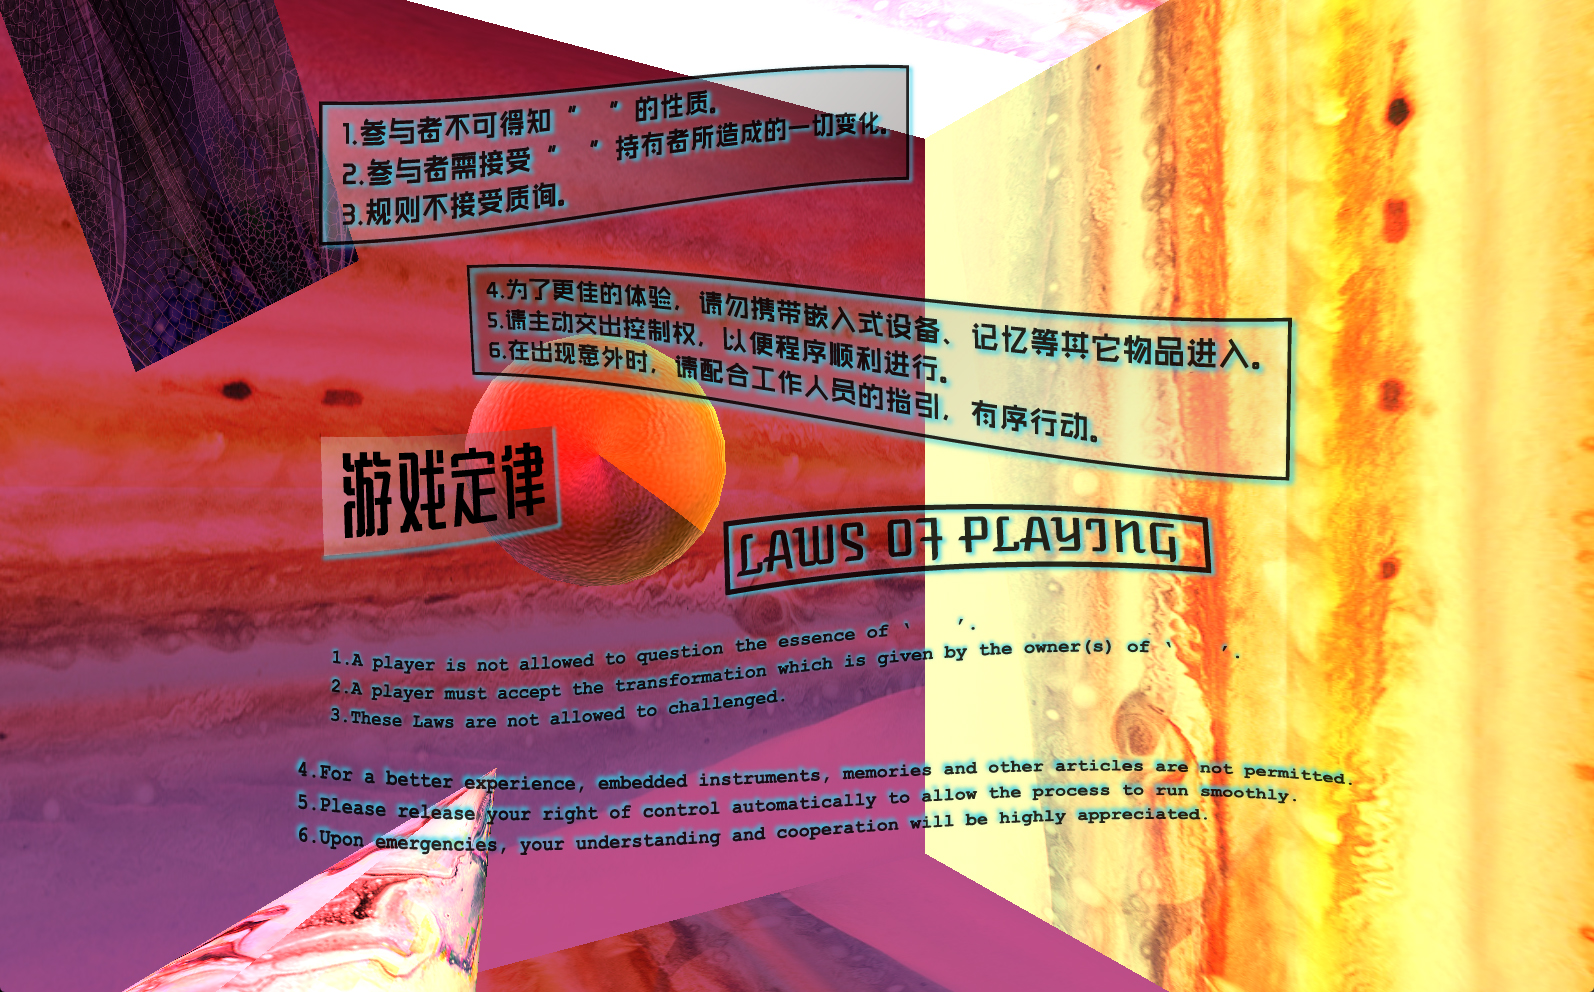 1.参与者不可得知＂　＂的性质。
2.参与者需接受＂　＂持有者所造成的一切变化。
3.规则不接受质询。
4.为了更佳的体验，请勿携带嵌入式设备、记忆等其它物品进入。
5.请主动交出控制权，以便程序顺利进行。
6.在出现意外时，请配合工作人员的指引，有序行动。
游戏定律
LAWS OF PLAYING
1.A player is not allowed to question the essence of ‘    ’.
2.A player must accept the transformation which is given by the owner(s) of ‘    ’.
3.These Laws are not allowed to challenged.
4.For a better experience, embedded instruments, memories and other articles are not permitted.
5.Please release your right of control automatically to allow the process to run smoothly.
6.Upon emergencies, your understanding and cooperation will be highly appreciated.